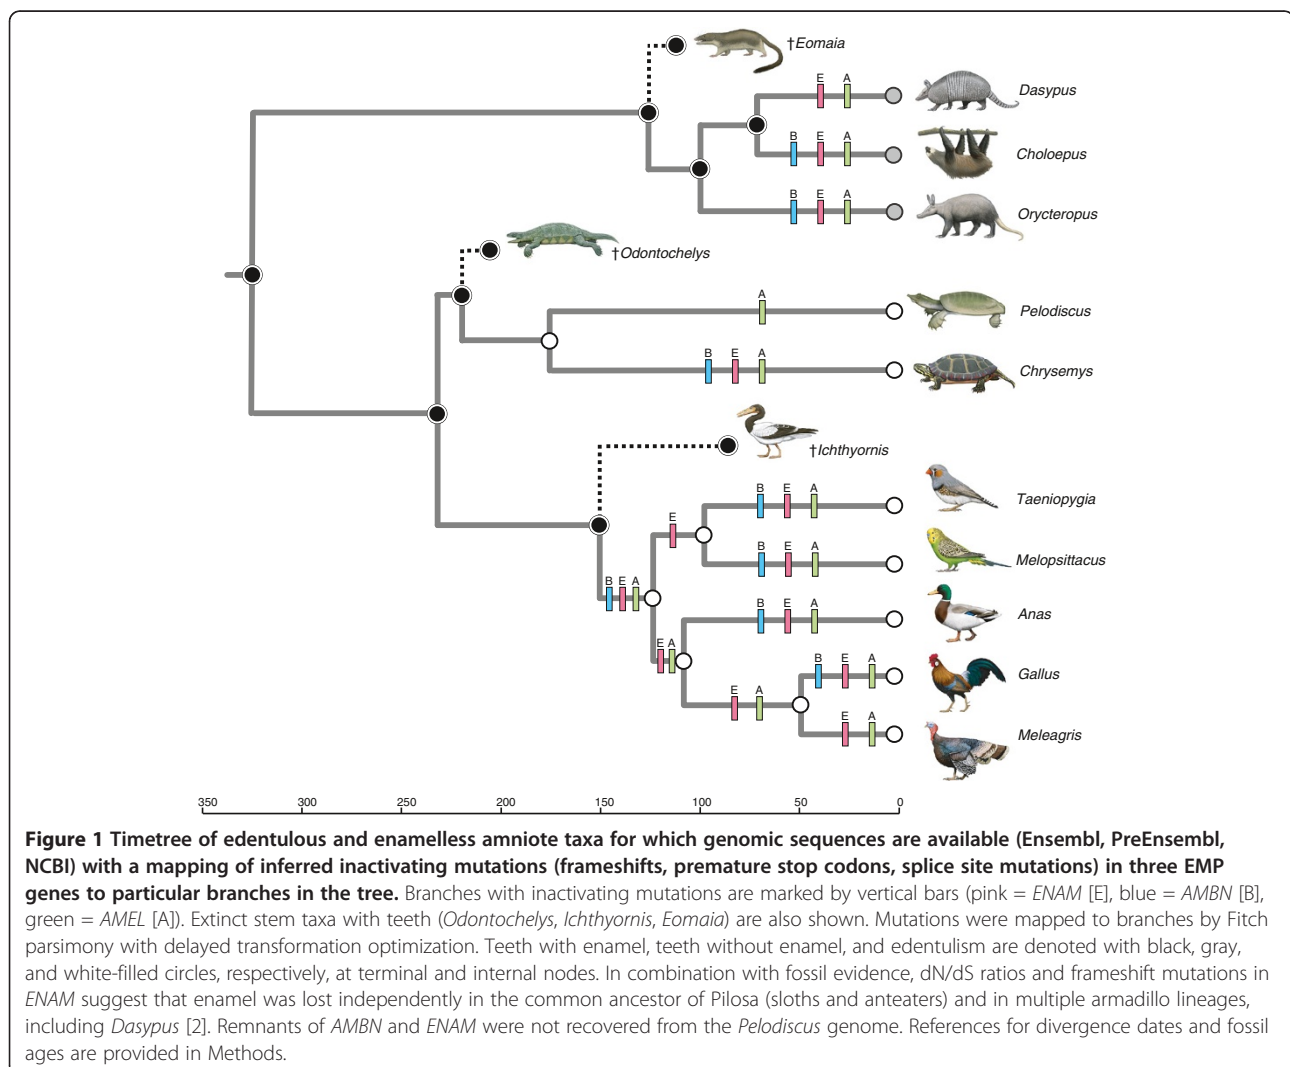 †Eomaia
E A
Dasypus
B E A
Choloepus
B E A
Orycteropus
†Odontochelys
A
Pelodiscus
B E A
Chrysemys
†Ichthyornis
B E A
Taeniopygia
E
B E A
Melopsittacus
B E A
B E A
Anas
E A
B E A
Gallus
E A
E A
Meleagris
350 300 250 200 150 100 50 0
Figure 1 Timetree of edentulous and enamelless amniote taxa for which genomic sequences are available (Ensembl, PreEnsembl,
NCBI) with a mapping of inferred inactivating mutations (frameshifts, premature stop codons, splice site mutations) in three EMP
genes to particular branches in the tree. Branches with inactivating mutations are marked by vertical bars (pink = ENAM [E], blue = AMBN [B],
green = AMEL [A]). Extinct stem taxa with teeth (Odontochelys, Ichthyornis, Eomaia) are also shown. Mutations were mapped to branches by Fitch
parsimony with delayed transformation optimization. Teeth with enamel, teeth without enamel, and edentulism are denoted with black, gray,
and white-filled circles, respectively, at terminal and internal nodes. In combination with fossil evidence, dN/dS ratios and frameshift mutations in
ENAM suggest that enamel was lost independently in the common ancestor of Pilosa (sloths and anteaters) and in multiple armadillo lineages,
including Dasypus [2]. Remnants of AMBN and ENAM were not recovered from the Pelodiscus genome. References for divergence dates and fossil
ages are provided in Methods.